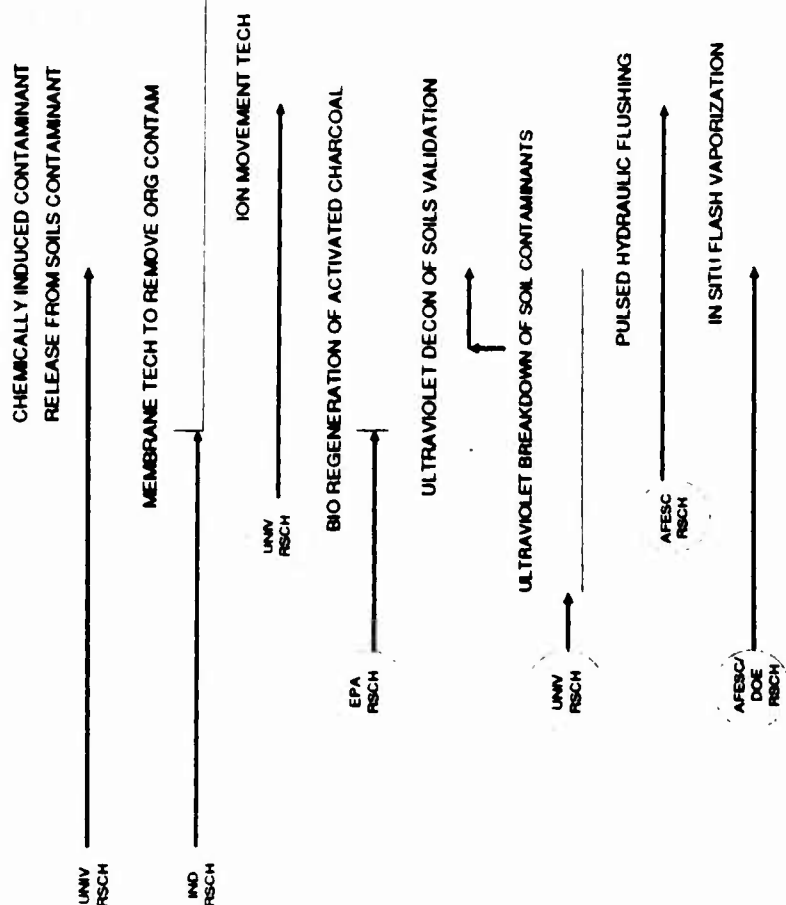 CHEMICALLY INDUCED CONTAMINANT
RELEASE FROM SOILS CONTAMINANT
UNIV
RSCH
MEMBRANE TECH TO REMOVE ORG CONTAM
IND
RSCH
ION MOVEMENT TECH
UNIV
RSCH
BIO REGENERATION OF ACTIVATED CHARCOAL
EPA
RSCH
ULTRAVIOLET DECON OF SOILS VALIDATION
ULTRAVIOLET BREAKDOWN OF SOIL CONTAMINANTS
UNIV
RSCH
PULSED HYDRAULIC FLUSHING
AFESC
RSCH
IN SITU FLASH VAPORIZATION
AFESC/
DOE
RSCH